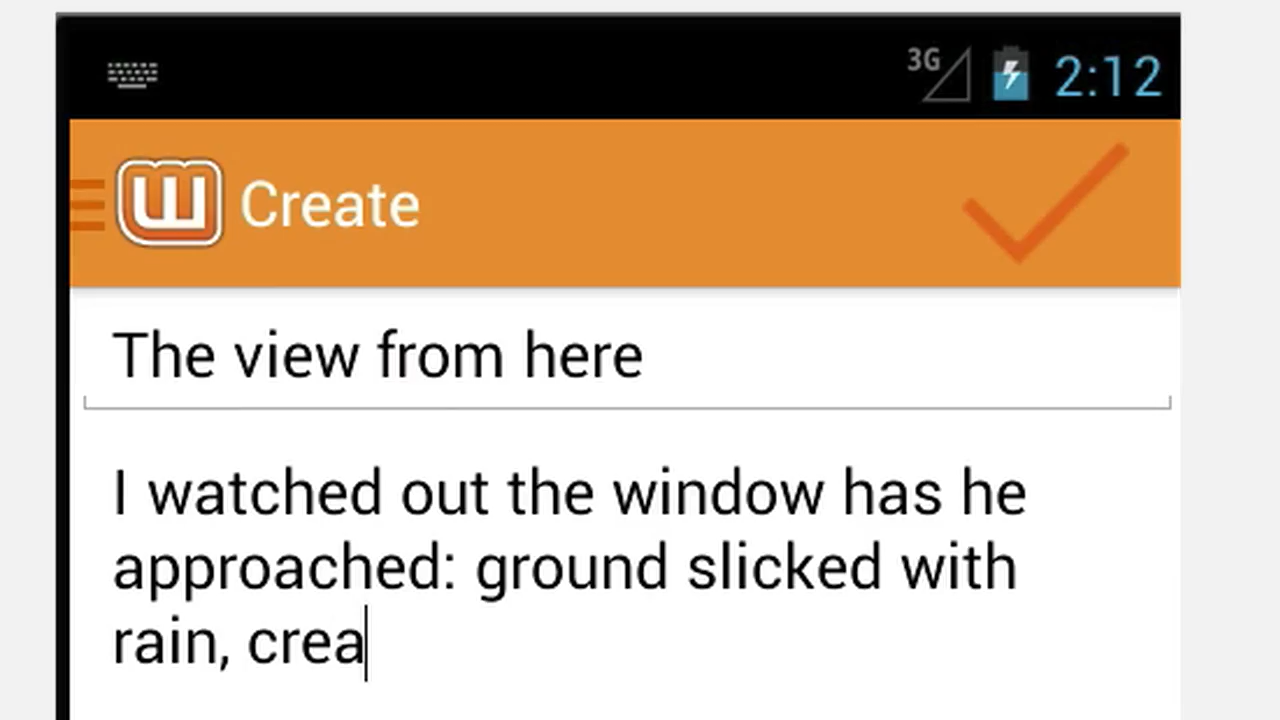 3G 2:12
W Create
The view from here
I watched out the window has he
approached: ground slicked with
rain, crea